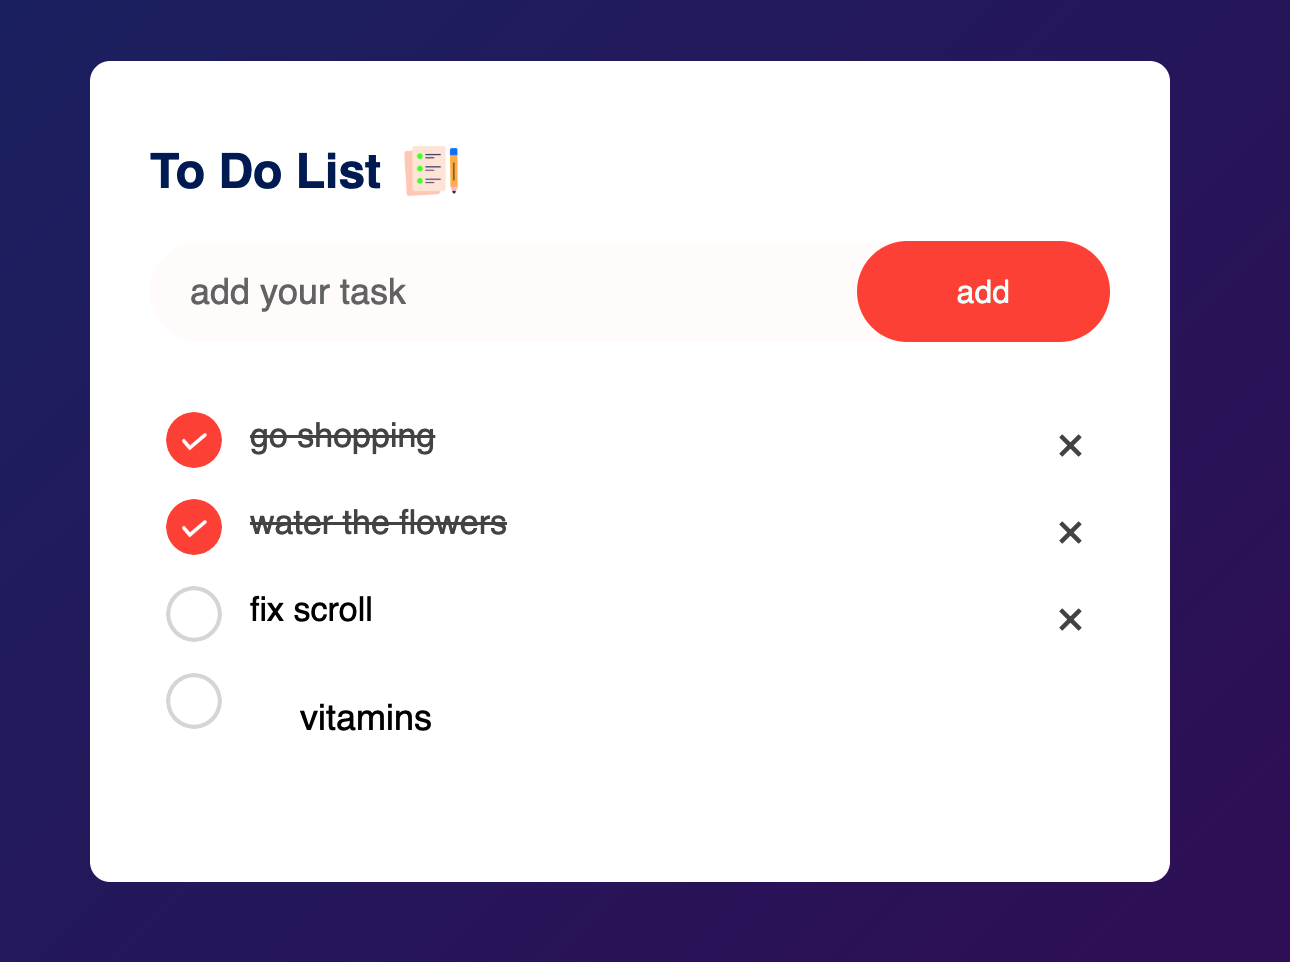 To Do List
add your task
add
go shopping
water the flowers
fix scroll
vitamins